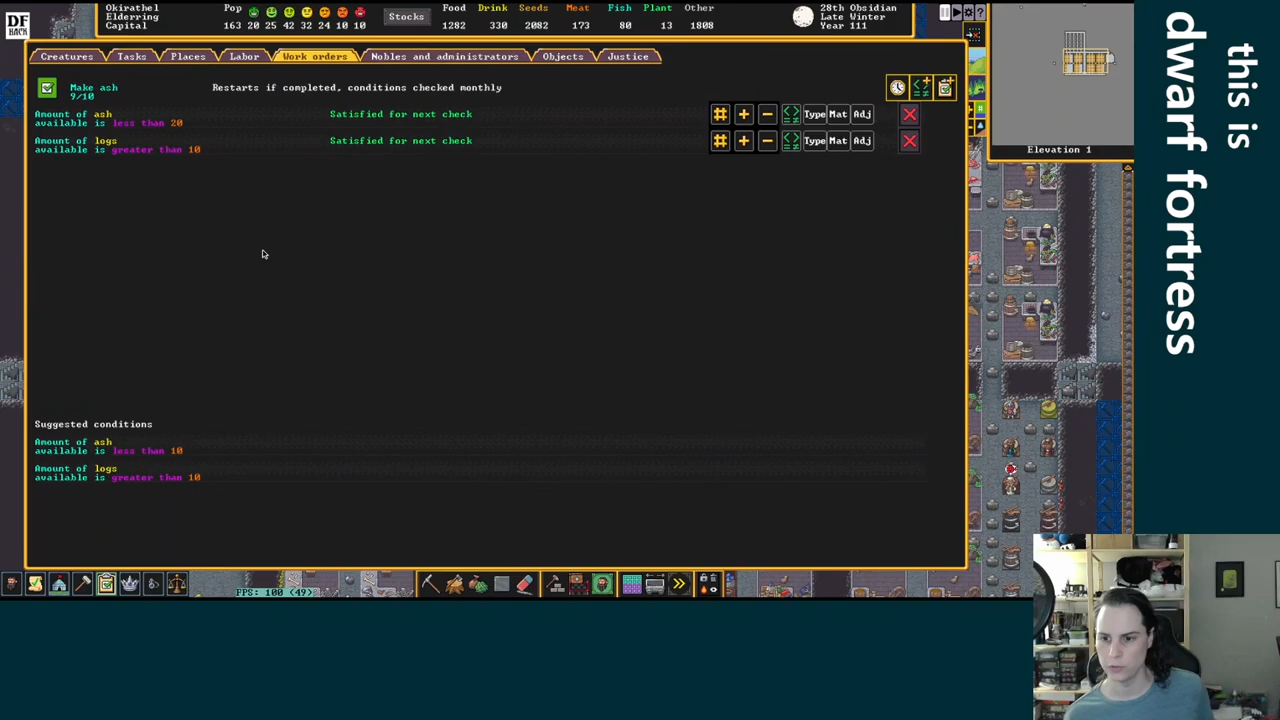 DF
HACK
Okirathel
Elderring
Capital
Pop
163 20 25 42 32 24 10 10
Stocks
Food
1282
Drink
330
Seeds
2082
Meat
173
Fish
80
Plant
13
Other
1808
28th Obsidian
Late Winter
Year 111
Creatures
Tasks
Places
Labor
Work orders
Nobles and administrators
Objects
Justice
Make ash
9/10
Restarts if completed, conditions checked monthly
Amount of ash
available is less than 20
Satisfied for next check
Type Mat Adj
Amount of logs
available is greater than 10
Satisfied for next check
Type Mat Adj
Suggested conditions
Amount of ash
available is less than 10
Amount of logs
available is greater than 10
Elevation 1
FPS: 100 (49)
this is
dwarf fortress